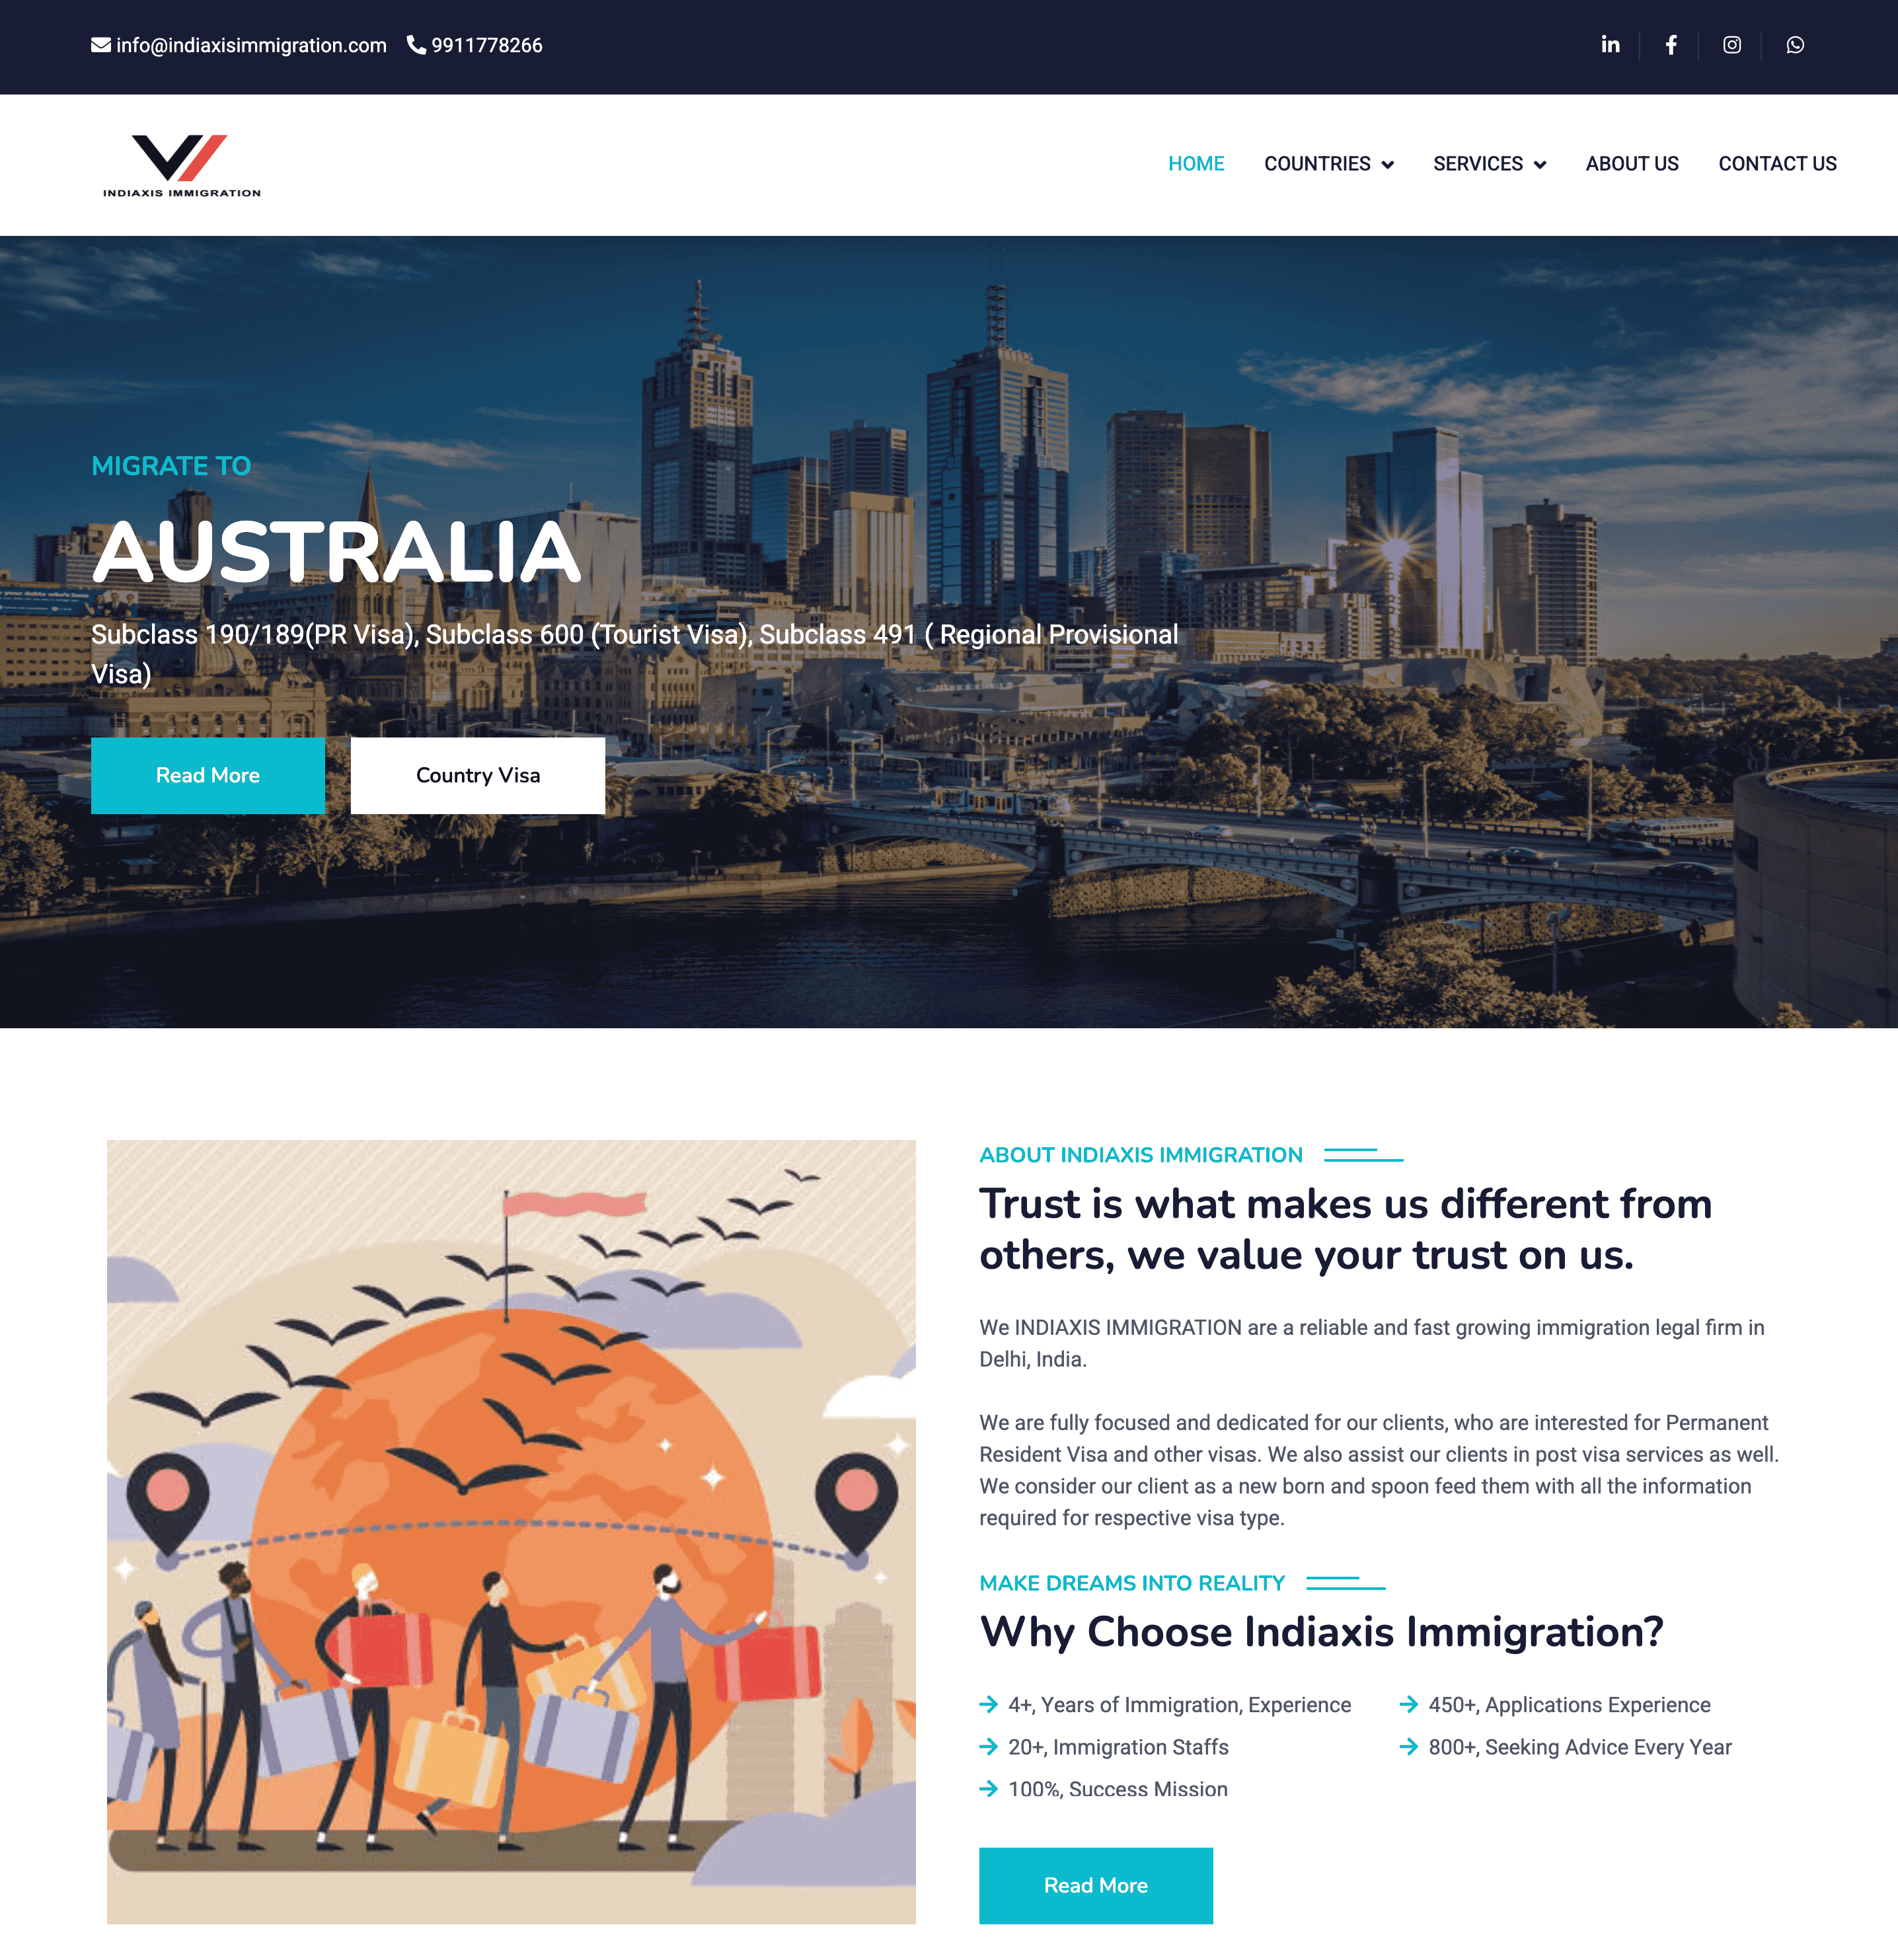 info@indiaxisimmigration.com 9911778266
INDIAXIS IMMIGRATION
HOME COUNTRIES SERVICES ABOUT US CONTACT US
MIGRATE TO
AUSTRALIA
Subclass 190/189(PR Visa), Subclass 600 (Tourist Visa), Subclass 491 ( Regional Provisional
Visa)
Read More Country Visa
ABOUT INDIAXIS IMMIGRATION
Trust is what makes us different from
others, we value your trust on us.
We INDIAXIS IMMIGRATION are a reliable and fast growing immigration legal firm in
Delhi, India.
We are fully focused and dedicated for our clients, who are interested for Permanent
Resident Visa and other visas. We also assist our clients in post visa services as well.
We consider our client as a new born and spoon feed them with all the information
required for respective visa type.
MAKE DREAMS INTO REALITY
Why Choose Indiaxis Immigration?
4+, Years of Immigration, Experience 450+, Applications Experience
20+, Immigration Staffs 800+, Seeking Advice Every Year
100%, Success Mission
Read More